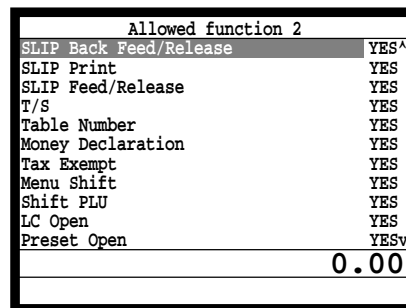 Allowed function 2
SLIP Back Feed/Release YES^
SLIP Print YES
SLIP Feed/Release YES
T/S YES
Table Number YES
Money Declaration YES
Tax Exempt YES
Menu Shift YES
Shift PLU YES
LC Open YES
Preset Open YESv
0.00